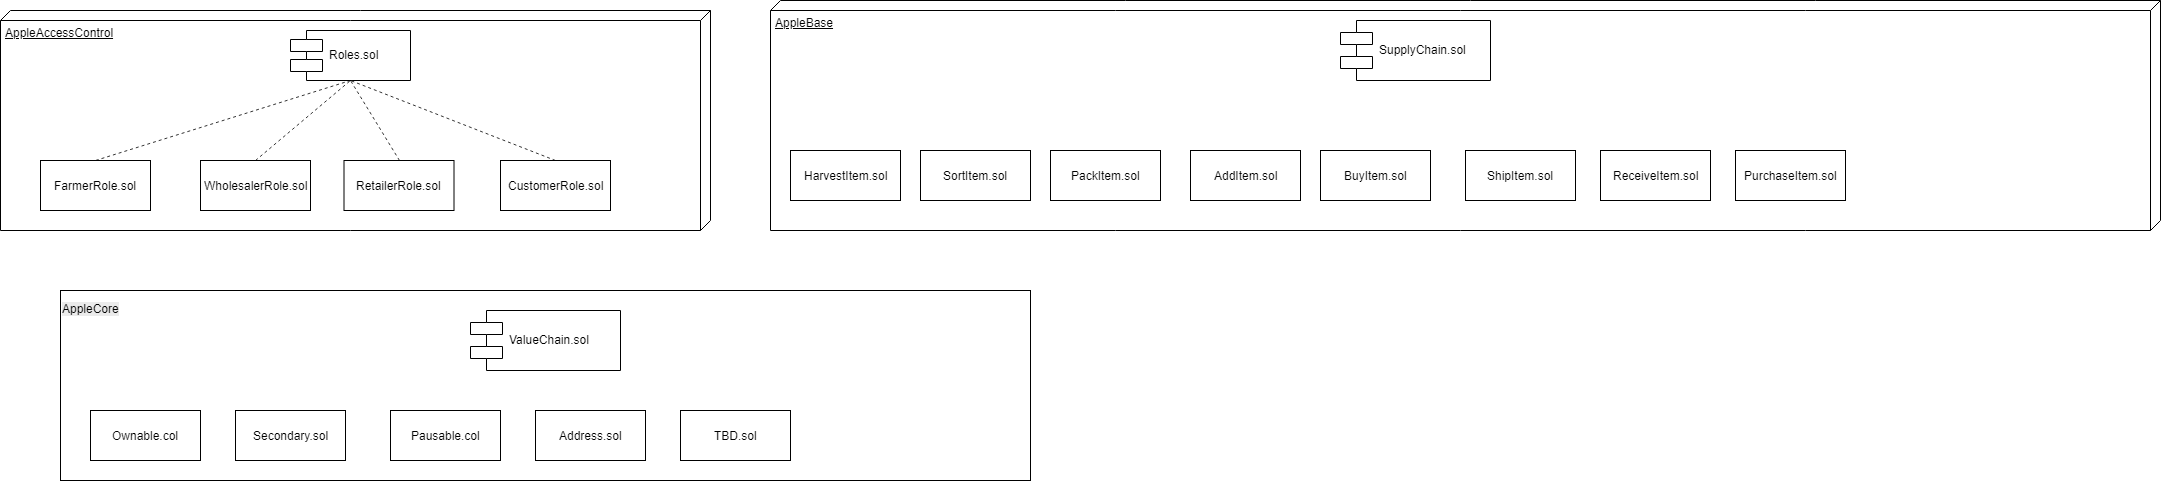 AppleAccessControl
Roles.sol
FarmerRole.sol
WholesalerRole.sol
RetailerRole.sol
CustomerRole.sol
AppleBase
SupplyChain.sol
HarvestItem.sol
SortItem.sol
PackItem.sol
AddItem.sol
BuyItem.sol
ShipItem.sol
ReceiveItem.sol
PurchaseItem.sol
AppleCore
ValueChain.sol
Ownable.col
Secondary.sol
Pausable.col
Address.sol
TBD.sol